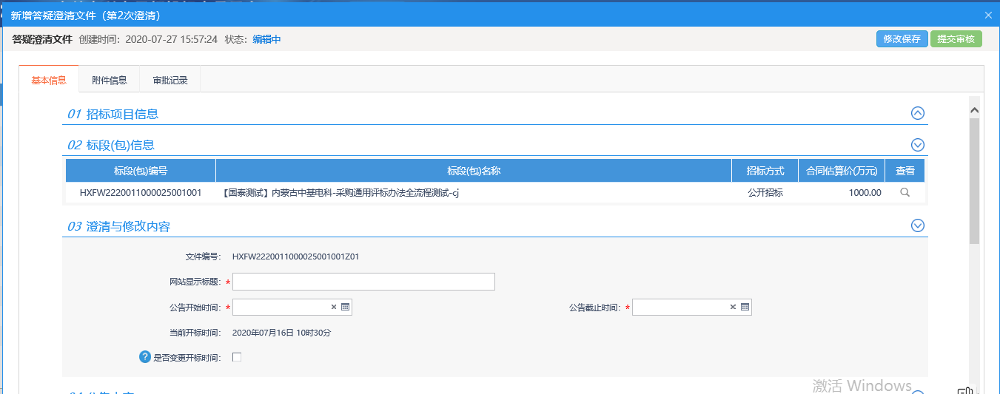 新增答疑澄清文件（第2次澄清）
答疑澄清文件 创建时间：2020-07-27 15:57:24 状态：编辑中 修改保存 提交审核
基本信息 附件信息 审批记录
01 招标项目信息
02 标段(包)信息
标段(包)编号 标段(包)名称 招标方式 合同估算价(万元) 查看
HXFW2220011000025001001 【国泰测试】内蒙古中基电科-采购通用评标办法全流程测试-cj 公开招标 1000.00
03 澄清与修改内容
文件编号： HXFW2220011000025001001Z01
网站显示标题：*
公告开始时间：* 公告截止时间：*
当前开标时间： 2020年07月16日 10时30分
是否变更开标时间：
激活 Windows